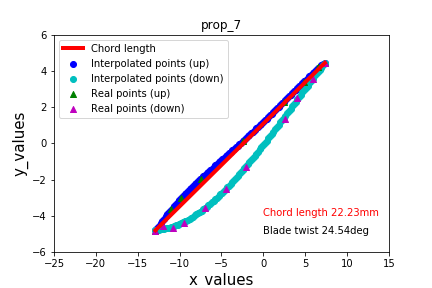 prop_7
Chord length
Interpolated points (up)
Interpolated points (down)
Real points (up)
Real points (down)
6
4
2
0
−2
−4
−6
y_values
Chord length 22.23mm
Blade twist 24.54deg
−25
−20
−15
−10
−5
0
5
10
15
x_values